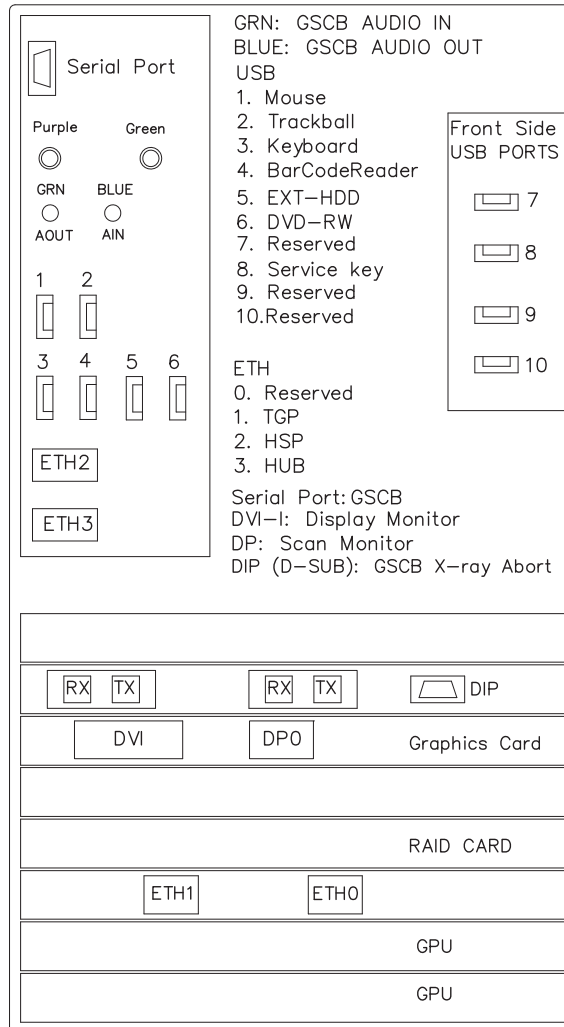 GRN: GSCB AUDIO IN
BLUE: GSCB AUDIO OUT
USB
1. Mouse
2. Trackball
3. Keyboard
4. BarCodeReader
5. EXT-HDD
6. DVD-RW
7. Reserved
8. Service key
9. Reserved
10.Reserved
ETH
0. Reserved
1. TGP
2. HSP
3. HUB
Serial Port: GSCB
DVI-I: Display Monitor
DP: Scan Monitor
DIP (D-SUB): GSCB X-ray Abort
Serial Port
Purple Green
GRN BLUE
AOUT AIN
1 2
3 4 5 6
ETH2
ETH3
Front Side
USB PORTS
7
8
9
10
RX TX RX TX DIP
DVI DP0 Graphics Card
RAID CARD
ETH1 ETH0
GPU
GPU